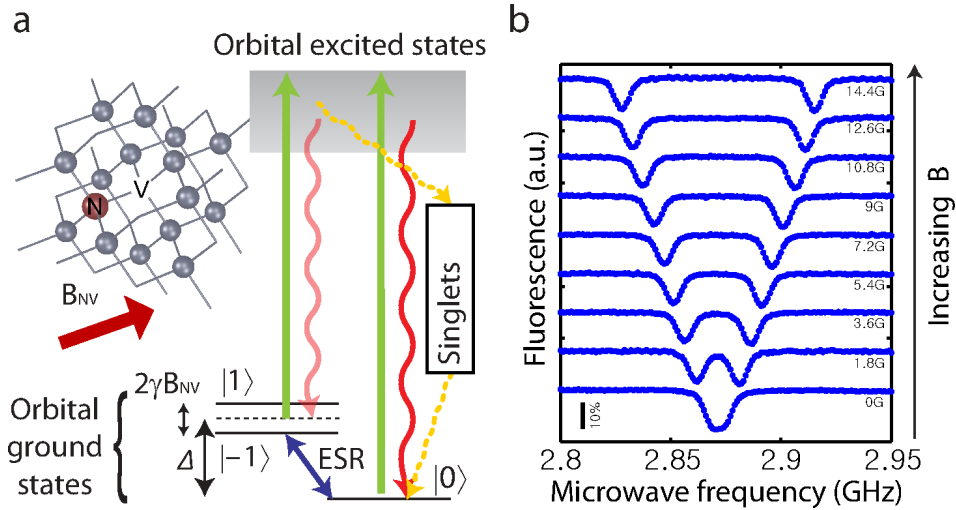 a
Orbital excited states
V
N
BNV
Singlets
2γBNV
|1⟩
Orbital
ground
states
{
Δ
|−1⟩
ESR
|0⟩
b
Fluorescence (a.u.)
14.4G
12.6G
10.8G
9G
7.2G
5.4G
3.6G
1.8G
0G
10%
Increasing B
2.8 2.85 2.9 2.95
Microwave frequency (GHz)